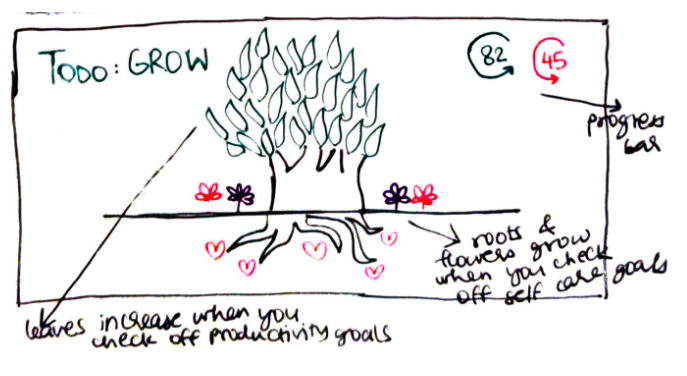 TODO: GROW
82 45
progress
bar
roots &
flowers grow
when you check
off self care goals
leaves increase when you
check off productivity goals